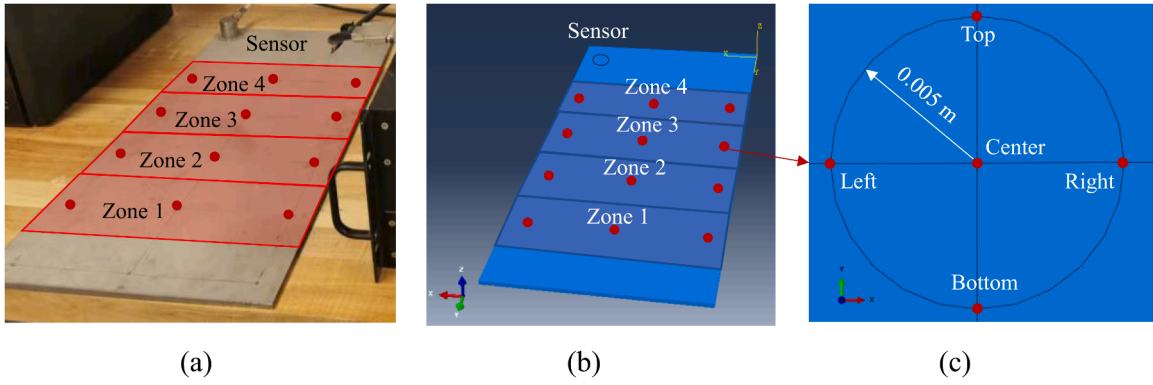 Sensor
Zone 4
Zone 3
Zone 2
Zone 1
(a)
Sensor
Zone 4
Zone 3
Zone 2
Zone 1
Z
X
Y
(b)
Top
0.005 m
Center
Left
Right
Bottom
Y
X
(c)